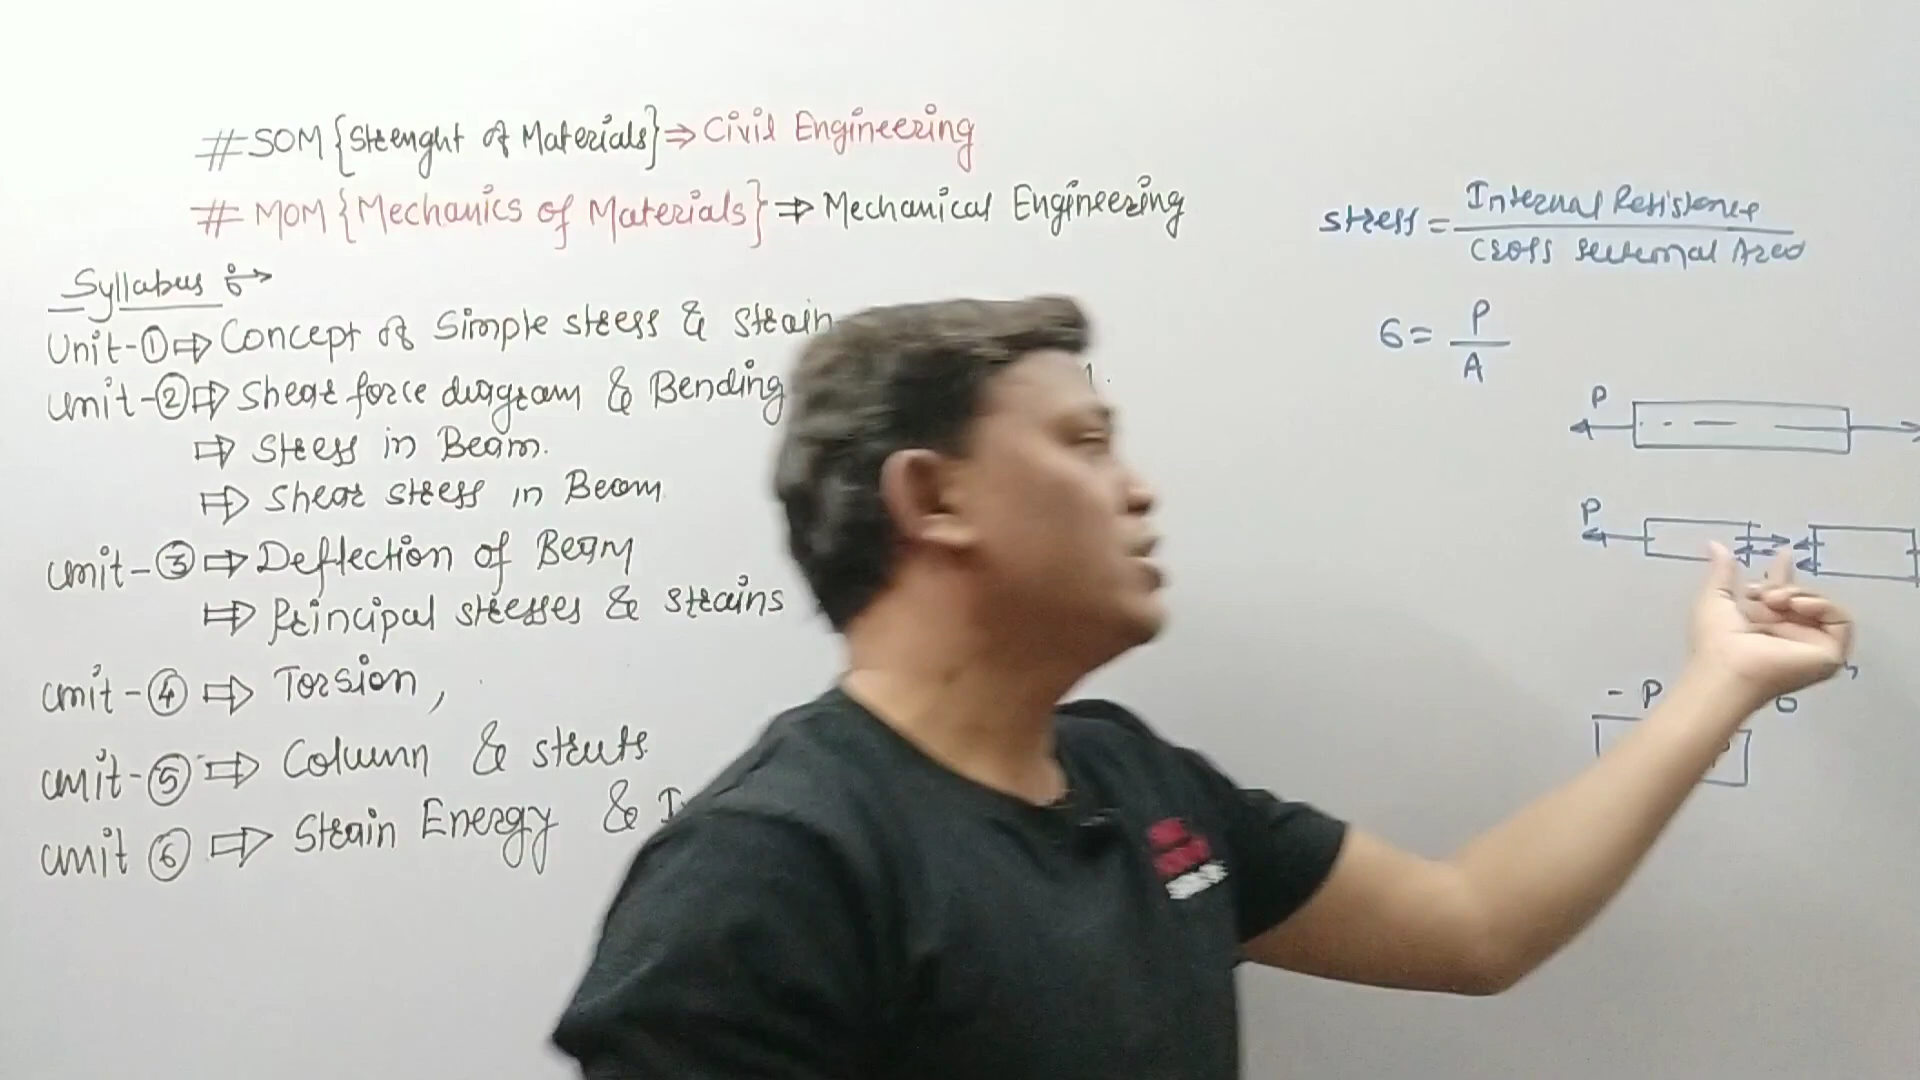 #SOM{Strenght of Materials}⇒Civil Engineering
#MOM{Mechanics of Materials}⇒Mechanical Engineering
Syllabus
Unit-①⇒Concept of Simple stress & Strain
Unit-②⇒Shear force diagram & Bending
⇒ Stress in Beam.
⇒ Shear stress in Beam
Unit-③⇒Deflection of Beam
⇒ Principal stresses & strains
Unit-④⇒ Torsion,
Unit-⑤⇒ Column & struts
Unit ⑥⇒ Strain Energy &
Stress = Internal Resistance
Cross sectional Area
6 = P
A
P
P
- P